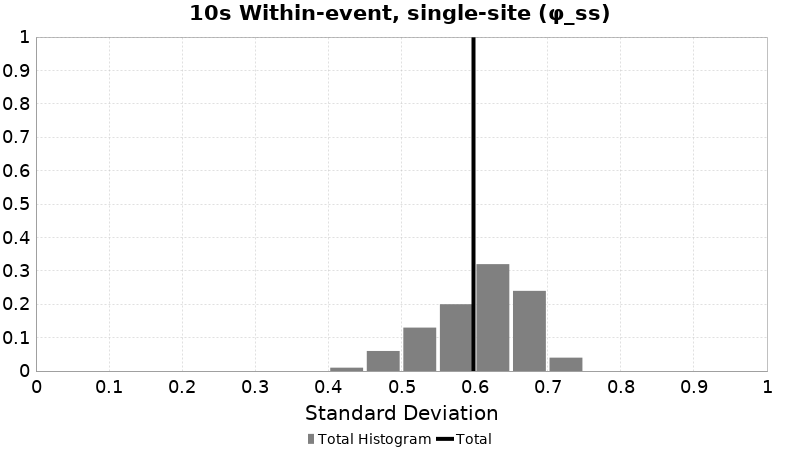 10s Within-event, single-site (φ_ss)
1
0.9
0.8
0.7
0.6
0.5
0.4
0.3
0.2
0.1
0
0 0.1 0.2 0.3 0.4 0.5 0.6 0.7 0.8 0.9 1
Standard Deviation
Total Histogram Total